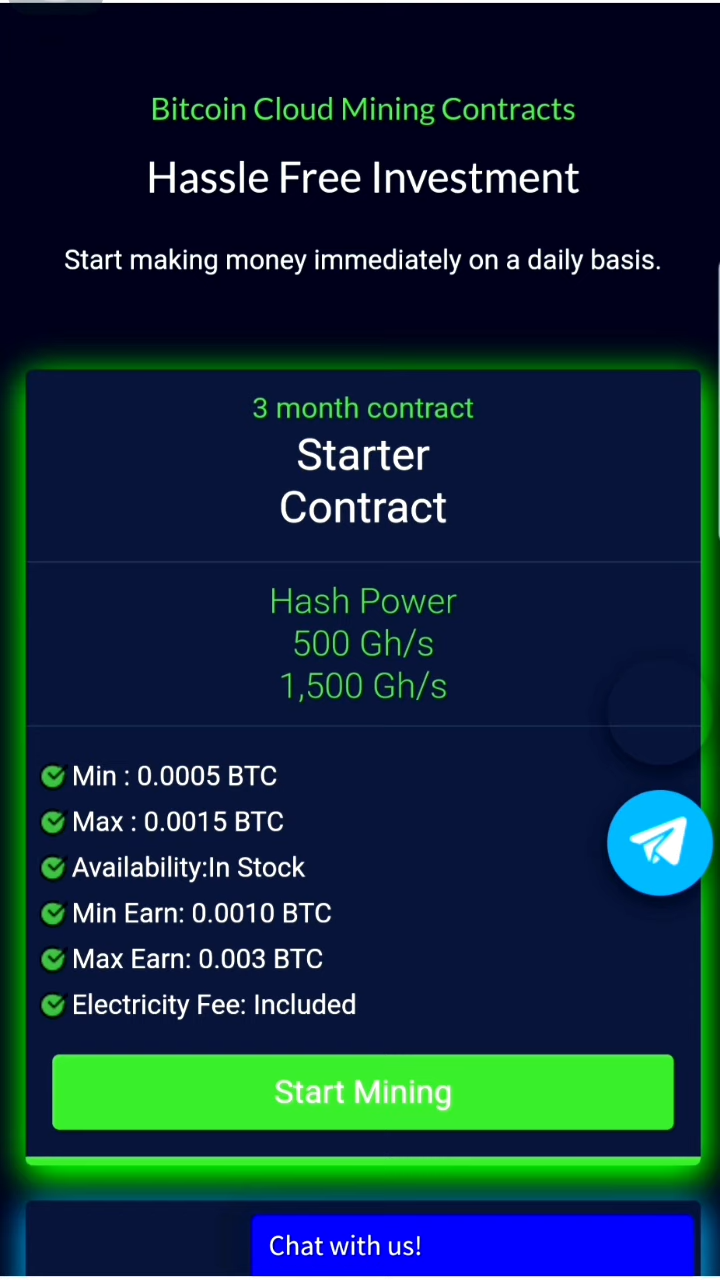 Bitcoin Cloud Mining Contracts
Hassle Free Investment
Start making money immediately on a daily basis.
3 month contract
Starter
Contract
Hash Power
500 Gh/s
1,500 Gh/s
Min : 0.0005 BTC
Max : 0.0015 BTC
Availability:In Stock
Min Earn: 0.0010 BTC
Max Earn: 0.003 BTC
Electricity Fee: Included
Start Mining
Chat with us!